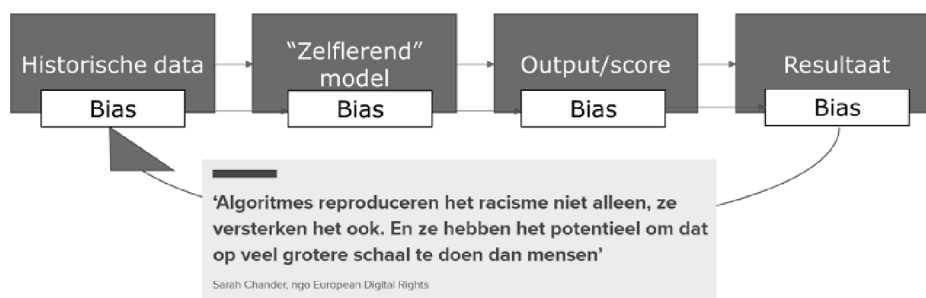 Historische data
Bias
“Zelflerend”
model
Bias
Output/score
Bias
Resultaat
Bias
‘Algoritmes reproduceren het racisme niet alleen, ze
versterken het ook. En ze hebben het potentieel om dat
op veel grotere schaal te doen dan mensen’
Sarah Chander, ngo European Digital Rights